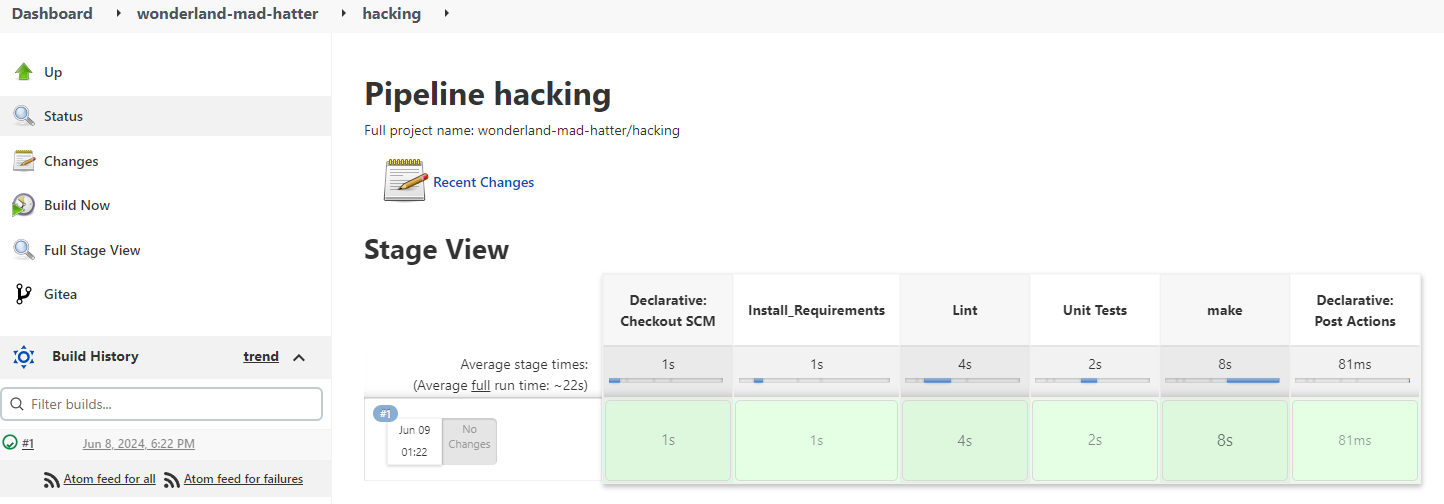 Dashboard wonderland-mad-hatter hacking
Up
Status
Changes
Build Now
Full Stage View
Gitea
Build History trend
Filter builds...
#1 Jun 8, 2024, 6:22 PM
Atom feed for all Atom feed for failures
Pipeline hacking
Full project name: wonderland-mad-hatter/hacking
Recent Changes
Stage View
Declarative: Checkout SCM Install_Requirements Lint Unit Tests make Declarative: Post Actions
Average stage times: 1s 1s 4s 2s 8s 81ms
(Average full run time: ~22s)
#1
Jun 09 No
01:22 Changes
1s 1s 4s 2s 8s 81ms